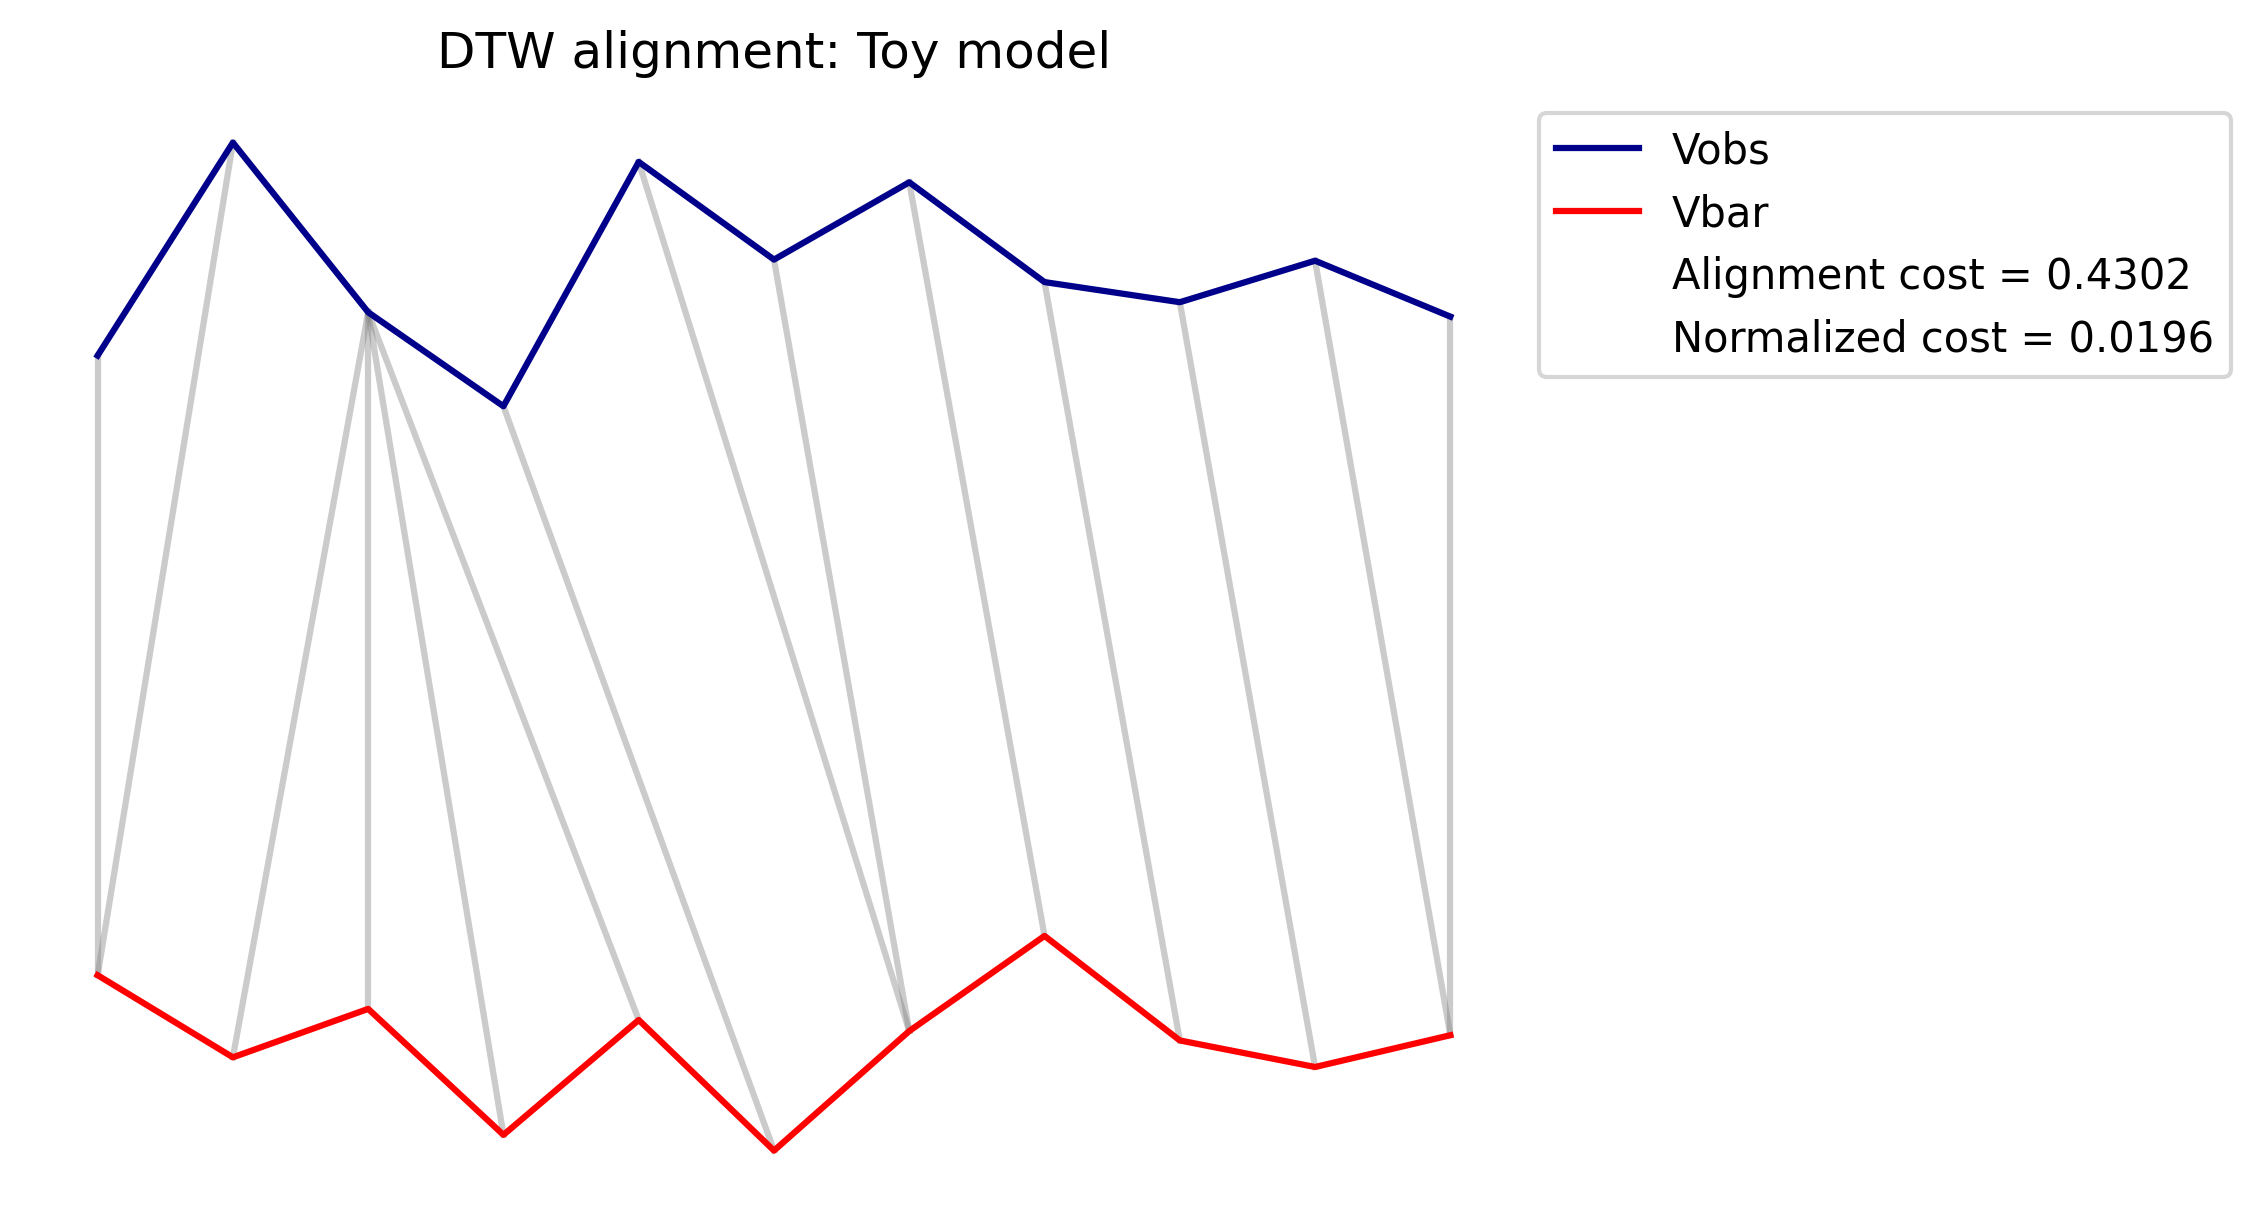 DTW alignment: Toy model
Vobs
Vbar
Alignment cost = 0.4302
Normalized cost = 0.0196